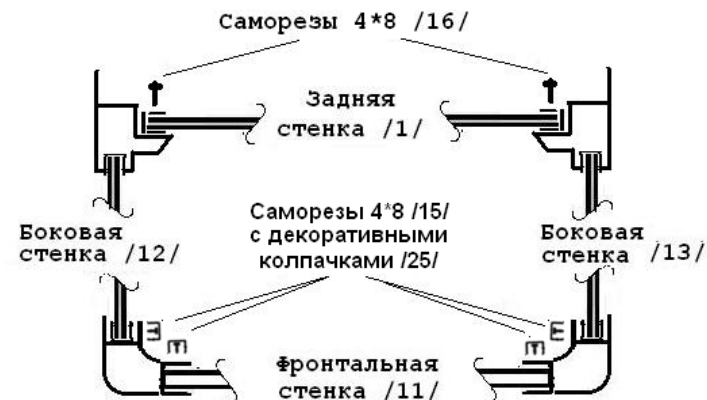 Саморезы 4*8 /16/
Задняя
стенка /1/
Саморезы 4*8 /15/
с декоративными
колпачками /25/
Боковая
стенка /12/
Боковая
стенка /13/
Фронтальная
стенка /11/